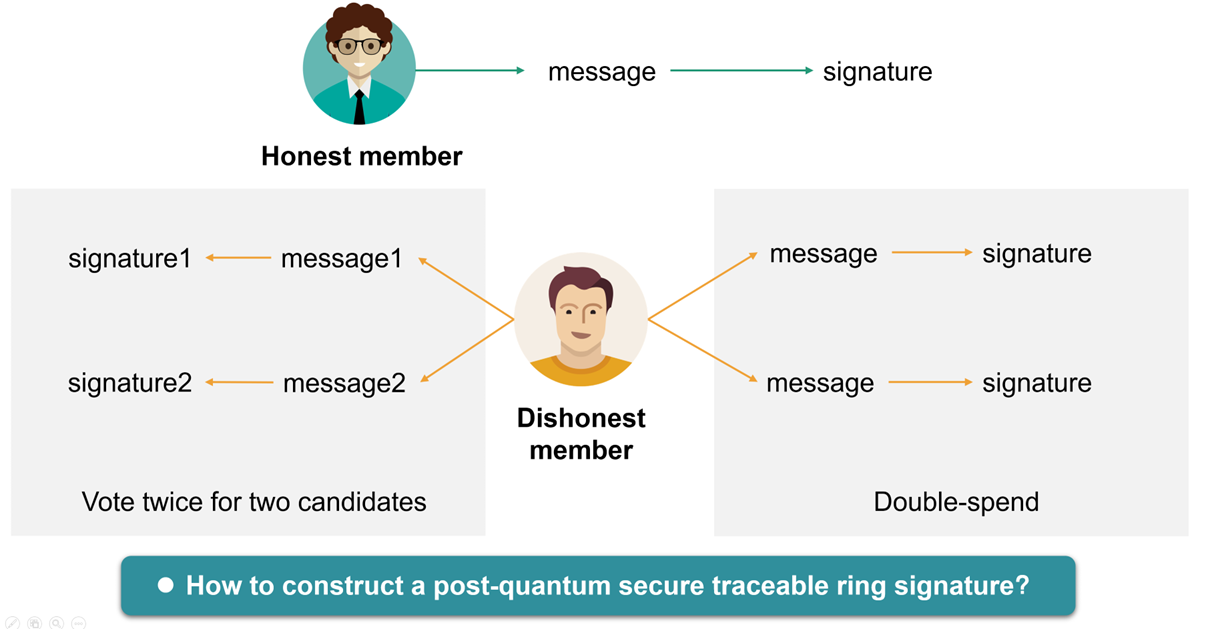 message
signature
Honest member
signature1
message1
message
signature
signature2
message2
message
signature
Dishonest
member
Vote twice for two candidates
Double-spend
How to construct a post-quantum secure traceable ring signature?